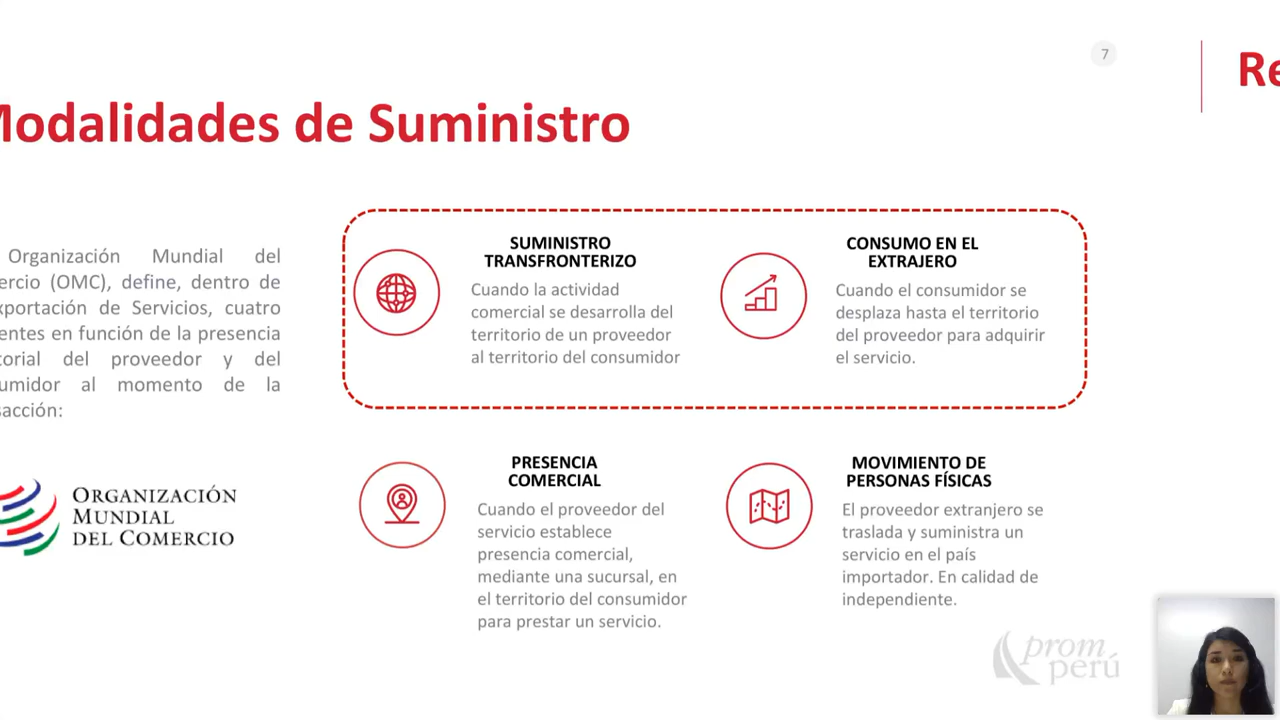 7
Re
Modalidades de Suministro
Organización Mundial del
ercio (OMC), define, dentro de
xportación de Servicios, cuatro
entes en función de la presencia
torial del proveedor y del
umidor al momento de la
sacción:
ORGANIZACIÓN
MUNDIAL
DEL COMERCIO
SUMINISTRO
TRANSFRONTERIZO
Cuando la actividad
comercial se desarrolla del
territorio de un proveedor
al territorio del consumidor
CONSUMO EN EL
EXTRAJERO
Cuando el consumidor se
desplaza hasta el territorio
del proveedor para adquirir
el servicio.
PRESENCIA
COMERCIAL
Cuando el proveedor del
servicio establece
presencia comercial,
mediante una sucursal, en
el territorio del consumidor
para prestar un servicio.
MOVIMIENTO DE
PERSONAS FÍSICAS
El proveedor extranjero se
traslada y suministra un
servicio en el país
importador. En calidad de
independiente.
prom
perú